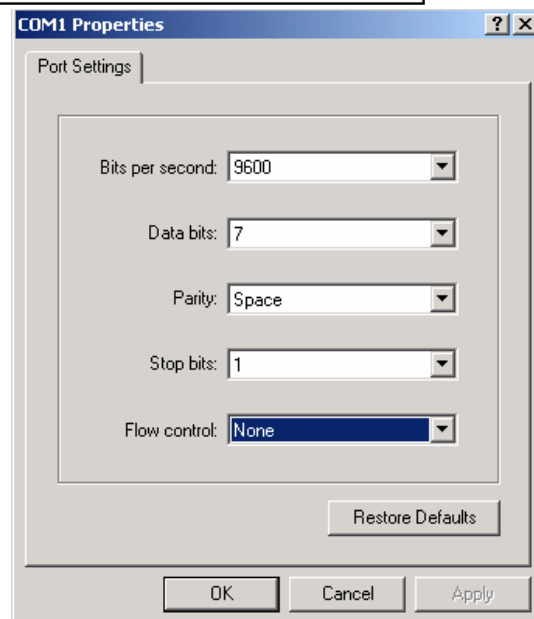 COM1 Properties ? ×
Port Settings
Bits per second: 9600
Data bits: 7
Parity: Space
Stop bits: 1
Flow control: None
Restore Defaults
OK Cancel Apply